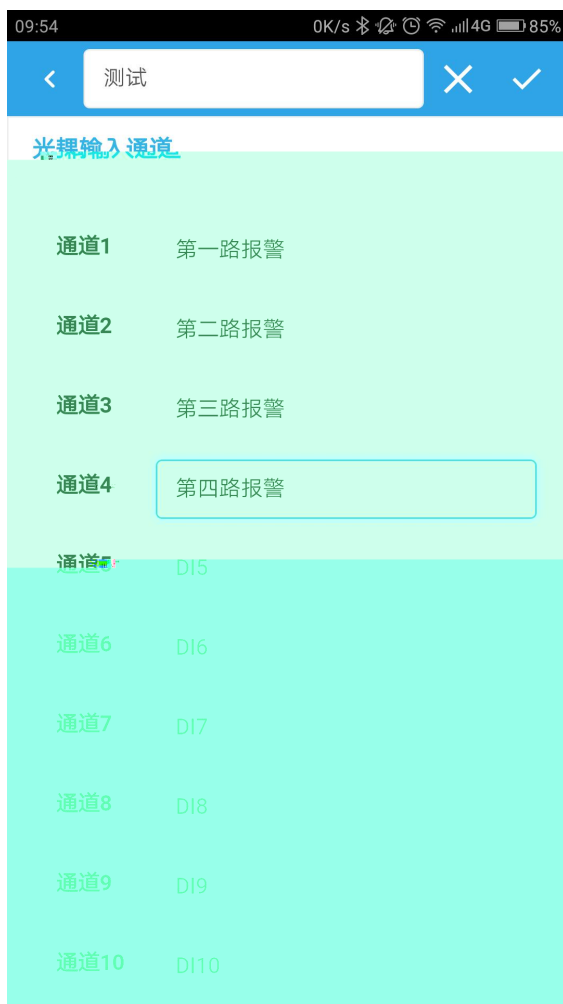 09:54 0K/s 4G 85%
测试
光耦输入通道
通道1 第一路报警
通道2 第二路报警
通道3 第三路报警
通道4 第四路报警
通道5 DI5
通道6 DI6
通道7 DI7
通道8 DI8
通道9 DI9
通道10 DI10